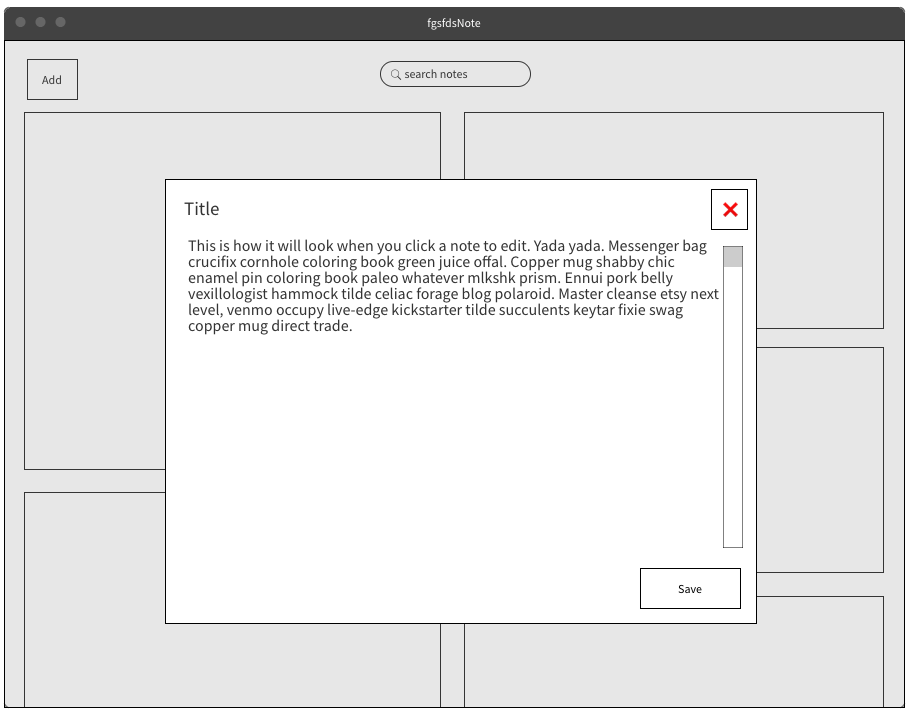 fgsfdsNote
Add
search notes
Title
This is how it will look when you click a note to edit. Yada yada. Messenger bag
crucifix cornhole coloring book green juice offal. Copper mug shabby chic
enamel pin coloring book paleo whatever mlkshk prism. Ennui pork belly
vexillologist hammock tilde celiac forage blog polaroid. Master cleanse etsy next
level, venmo occupy live-edge kickstarter tilde succulents keytar fixie swag
copper mug direct trade.
Save